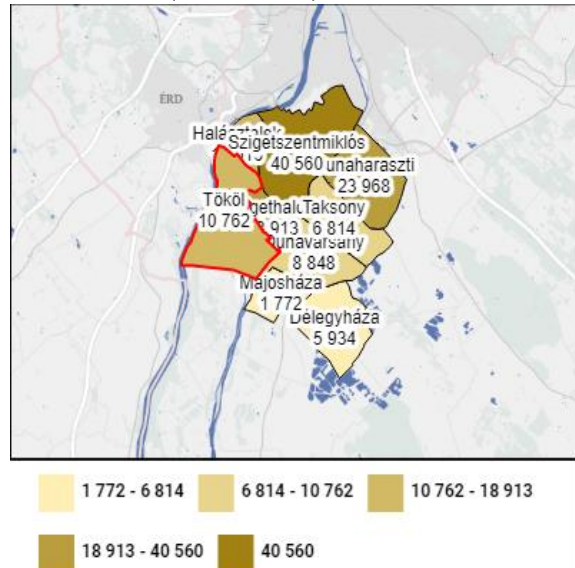 ÉRD
Szigetszentmiklós
40 560
23 968
Tököl
10 762
Taksony
6 814
8 848
Majosháza
1 772
Délegyháza
5 934
1 772 - 6 814
6 814 - 10 762
10 762 - 18 913
18 913 - 40 560
40 560